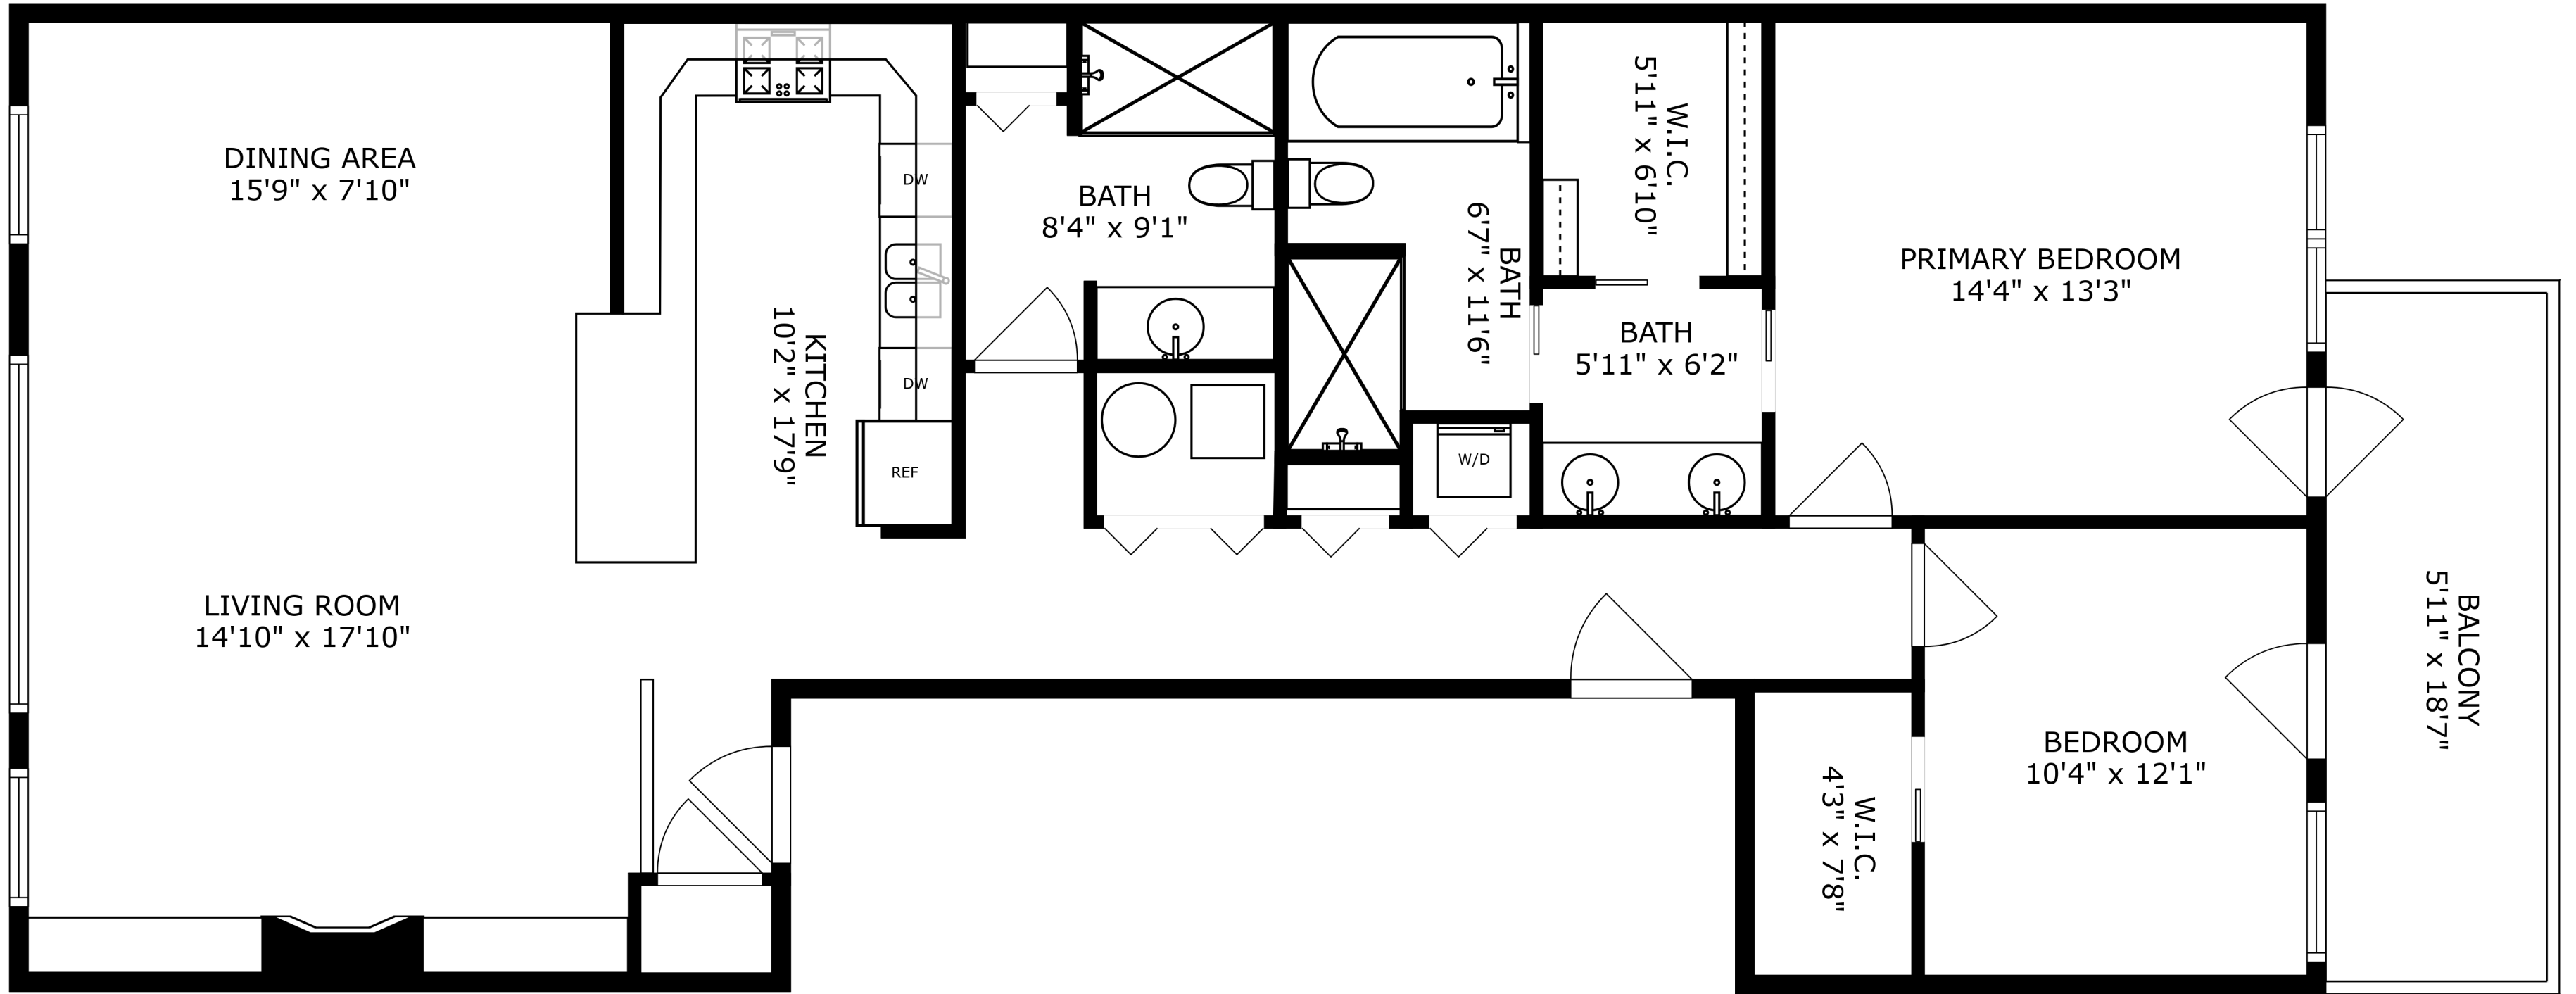 DINING AREA
15'9" x 7'10"
LIVING ROOM
14'10" x 17'10"
KITCHEN
10'2" x 17'9"
DW
DW
REF
BATH
8'4" x 9'1"
BATH
6'7" x 11'6"
W/D
W.I.C.
5'11" x 6'10"
BATH
5'11" x 6'2"
PRIMARY BEDROOM
14'4" x 13'3"
BEDROOM
10'4" x 12'1"
W.I.C.
4'3" x 7'8"
BALCONY
5'11" x 18'7"